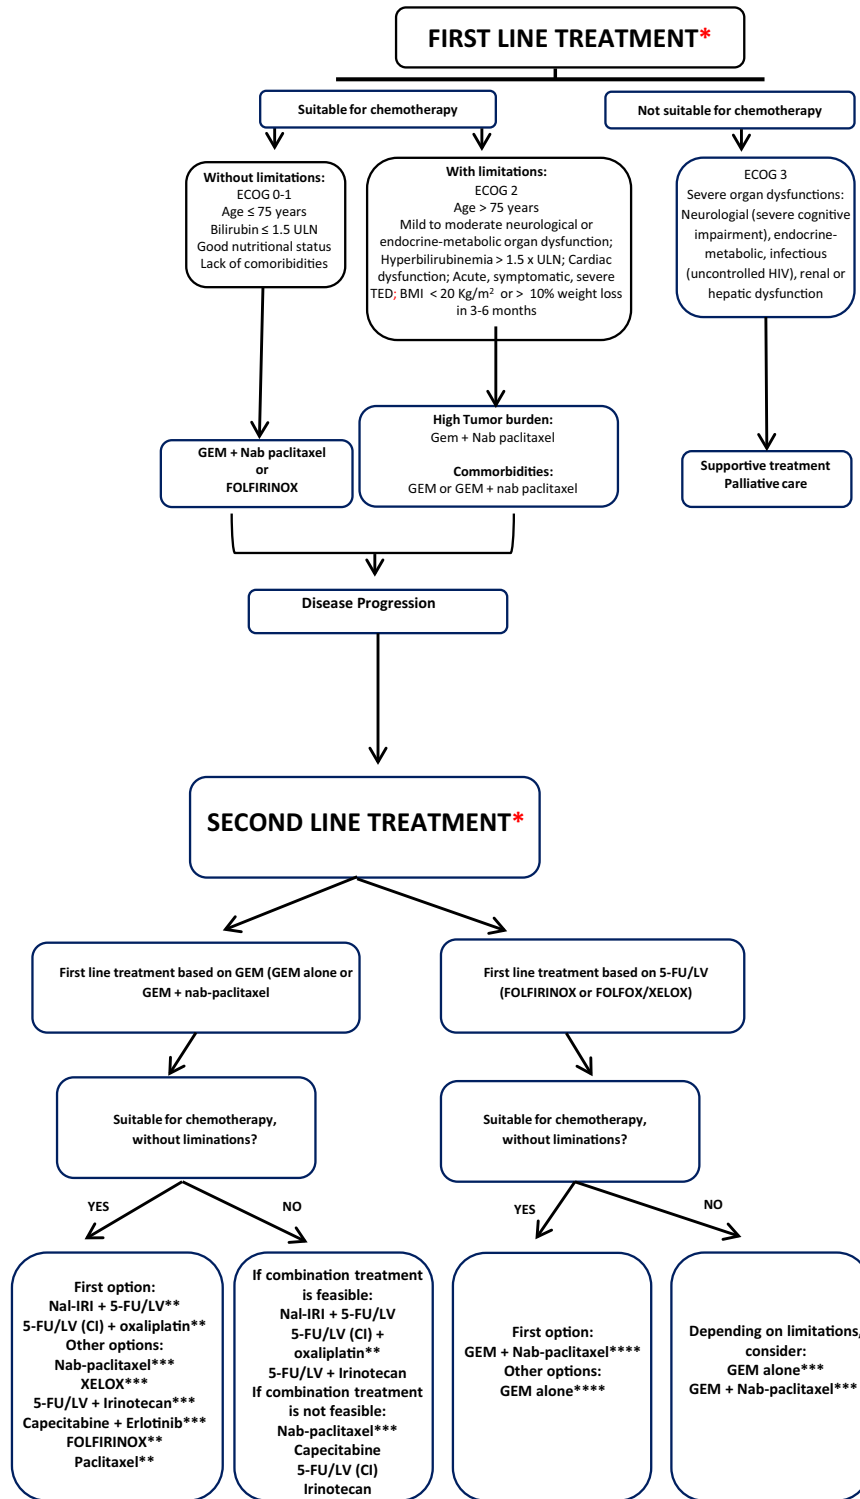 FIRST LINE TREATMENT*
Suitable for chemotherapy
Not suitable for chemotherapy
Without limitations:
ECOG 0-1
Age ≤ 75 years
Bilirubin ≤ 1.5 ULN
Good nutritional status
Lack of comoribidities
With limitations:
ECOG 2
Age > 75 years
Mild to moderate neurological or
endocrine-metabolic organ dysfunction;
Hyperbilirubinemia > 1.5 x ULN; Cardiac
dysfunction; Acute, symptomatic, severe
TED; BMI < 20 Kg/m² or > 10% weight loss
in 3-6 months
ECOG 3
Severe organ dysfunctions:
Neurologial (severe cognitive
impairment), endocrine-
metabolic, infectious
(uncontrolled HIV), renal or
hepatic dysfunction
GEM + Nab paclitaxel
or
FOLFIRINOX
High Tumor burden:
Gem + Nab paclitaxel
Commorbidities:
GEM or GEM + nab paclitaxel
Supportive treatment
Palliative care
Disease Progression
SECOND LINE TREATMENT*
First line treatment based on GEM (GEM alone or
GEM + nab-paclitaxel
First line treatment based on 5-FU/LV
(FOLFIRINOX or FOLFOX/XELOX)
Suitable for chemotherapy,
without liminations?
Suitable for chemotherapy,
without liminations?
YES
NO
YES
NO
First option:
Nal-IRI + 5-FU/LV**
5-FU/LV (CI) + oxaliplatin**
Other options:
Nab-paclitaxel***
XELOX***
5-FU/LV + Irinotecan***
Capecitabine + Erlotinib***
FOLFIRINOX**
Paclitaxel**
If combination treatment
is feasible:
Nal-IRI + 5-FU/LV
5-FU/LV (CI) +
oxaliplatin**
5-FU/LV + Irinotecan
If combination treatment
is not feasible:
Nab-paclitaxel***
Capecitabine
5-FU/LV (CI)
Irinotecan
First option:
GEM + Nab-paclitaxel****
Other options:
GEM alone****
Depending on limitations,
consider:
GEM alone***
GEM + Nab-paclitaxel***